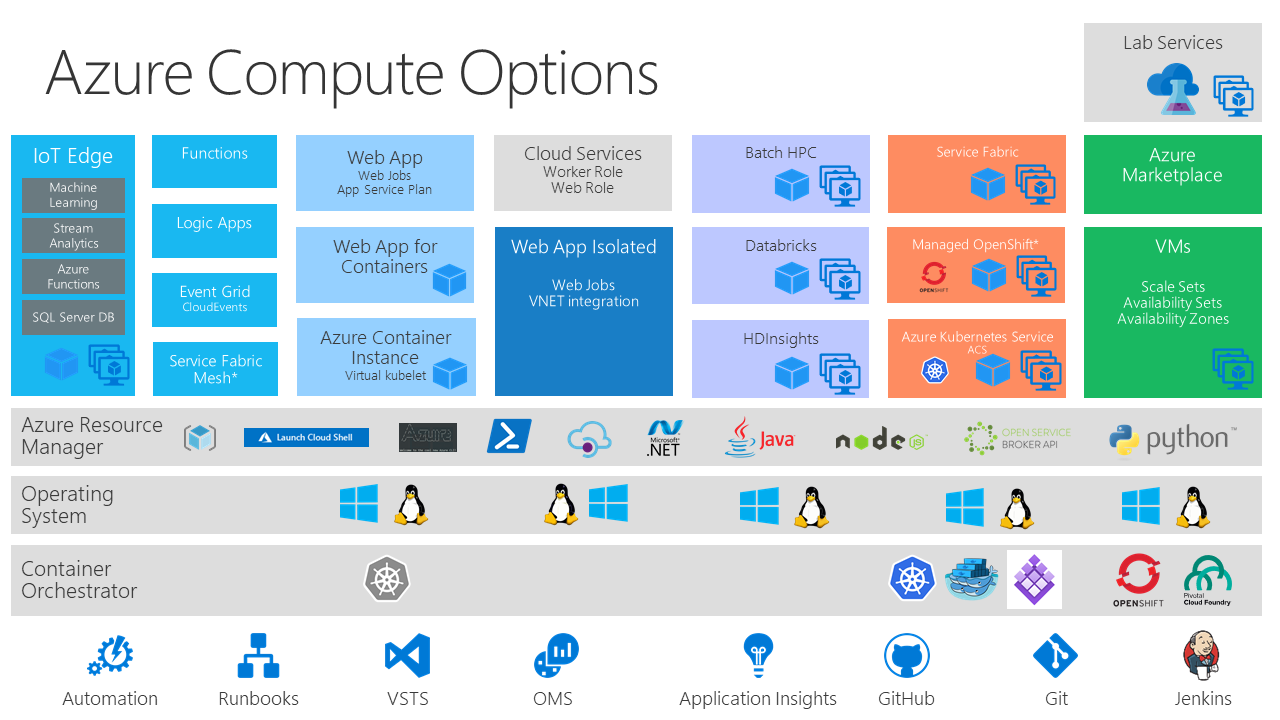 Azure Compute Options
Lab Services
IoT Edge
Machine
Learning
Stream
Analytics
Azure
Functions
SQL Server DB
Functions
Logic Apps
Event Grid
CloudEvents
Service Fabric
Mesh*
Web App
Web Jobs
App Service Plan
Web App for
Containers
Azure Container
Instance
Virtual kubelet
Cloud Services
Worker Role
Web Role
Web App Isolated
Web Jobs
VNET integration
Batch HPC
Databricks
HDInsights
Service Fabric
Managed OpenShift*
OPENSHIFT
Azure Kubernetes Service
ACS
Azure
Marketplace
VMs
Scale Sets
Availability Sets
Availability Zones
Azure Resource
Manager
Launch Cloud Shell
Azure
Microsoft®
.NET
Java
node
JS
OPEN SERVICE
BROKER API
python™
Operating
System
Container
Orchestrator
OPENSHIFT
Pivotal
Cloud Foundry
Automation
Runbooks
VSTS
OMS
Application Insights
GitHub
Git
Jenkins